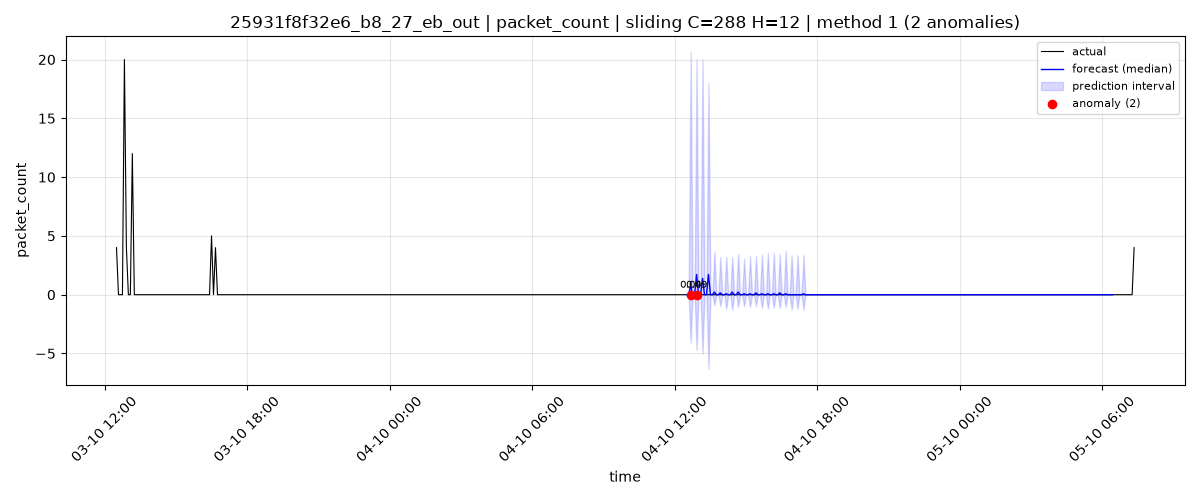 25931f8f32e6_b8_27_eb_out | packet_count | sliding C=288 H=12 | method 1 (2 anomalies)
actual
forecast (median)
prediction interval
anomaly (2)
packet_count
20
15
10
5
0
−5
03-10 12:00
03-10 18:00
04-10 00:00
04-10 06:00
04-10 12:00
04-10 18:00
05-10 00:00
05-10 06:00
time